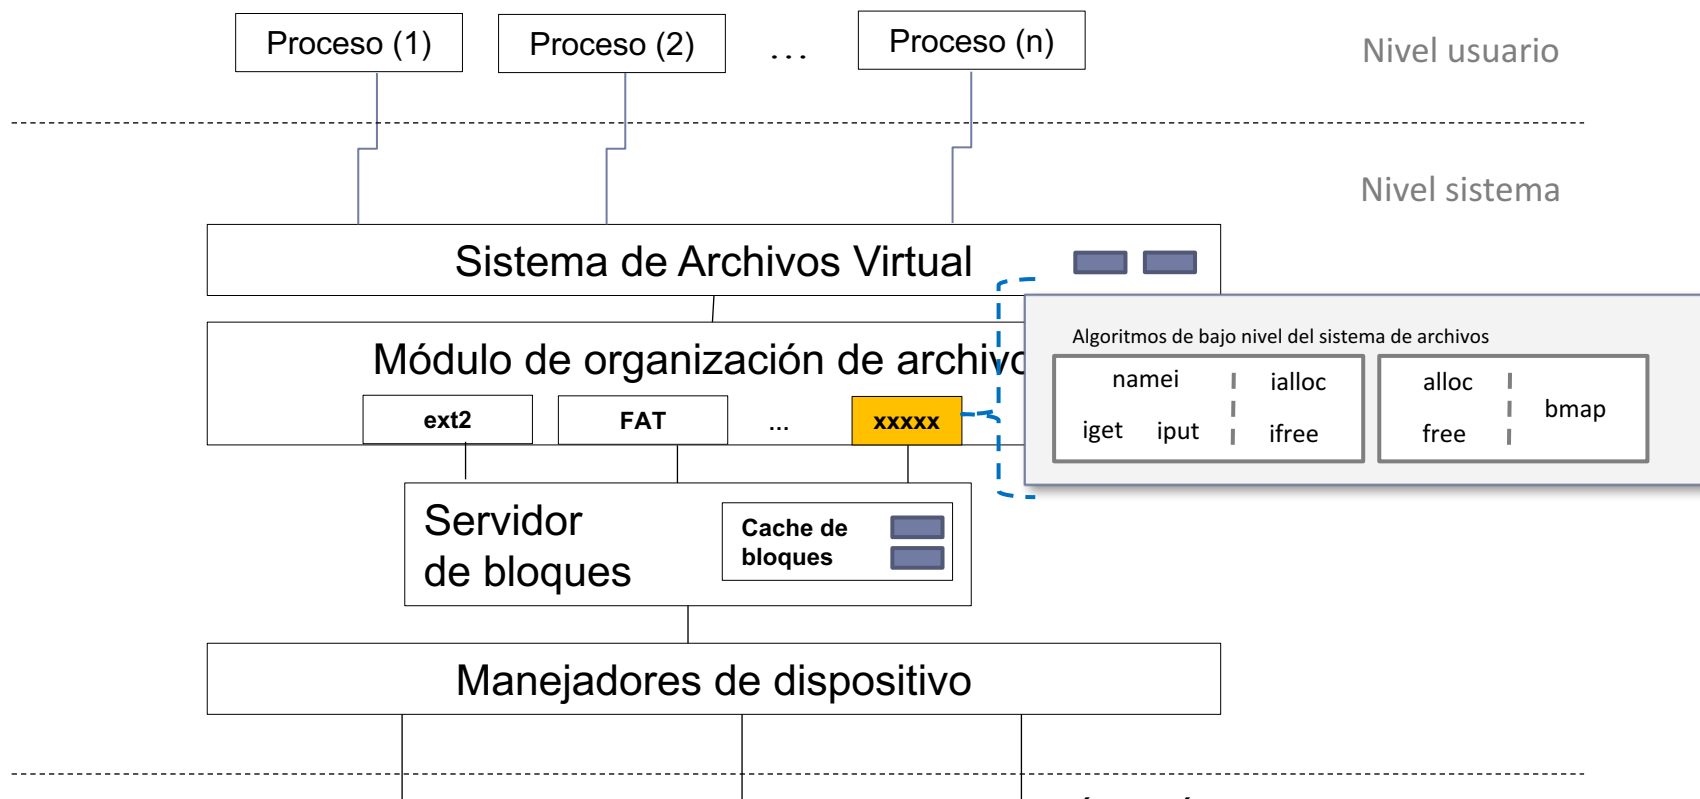 Proceso (1)
Proceso (2)
...
Proceso (n)
Nivel usuario
Nivel sistema
Sistema de Archivos Virtual
Módulo de organización de archivo
ext2
FAT
...
xxxxx
Algoritmos de bajo nivel del sistema de archivos
namei
ialloc
iget
iput
ifree
alloc
free
bmap
Servidor
de bloques
Cache de
bloques
Manejadores de dispositivo